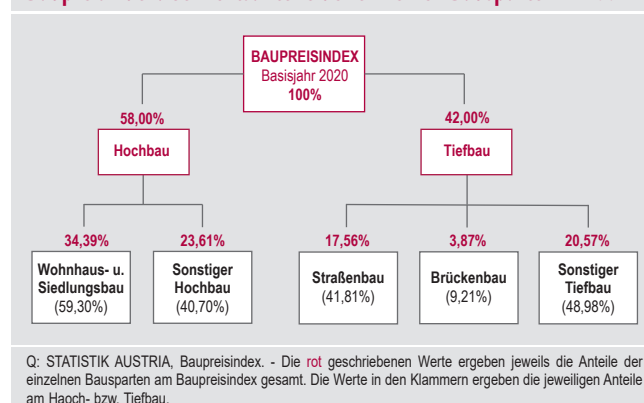 BAUPREISINDEX
Basisjahr 2020
100%
58,00%
42,00%
Hochbau
Tiefbau
34,39%
23,61%
17,56%
3,87%
20,57%
Wohnhaus- u.
Siedlungsbau
(59,30%)
Sonstiger
Hochbau
(40,70%)
Straßenbau
(41,81%)
Brückenbau
(9,21%)
Sonstiger
Tiefbau
(48,98%)
Q: STATISTIK AUSTRIA, Baupreisindex. - Die rot geschriebenen Werte ergeben jeweils die Anteile der
einzelnen Bausparten am Baupreisindex gesamt. Die Werte in den Klammern ergeben die jeweiligen Anteile
am Haoch- bzw. Tiefbau.